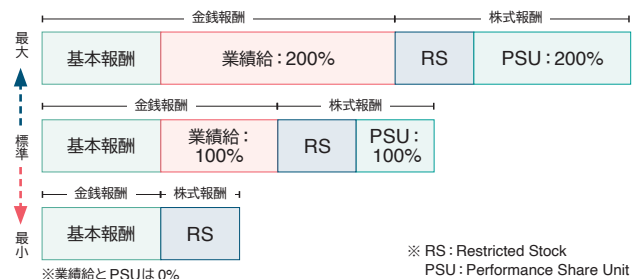 金銭報酬 株式報酬
最大
基本報酬 業績給：200% RS PSU：200%
金銭報酬 株式報酬
標準
基本報酬 業績給： RS PSU：
100% 100%
金銭報酬 株式報酬
最小
基本報酬 RS
※業績給とPSUは 0%
※ RS：Restricted Stock
PSU：Performance Share Unit